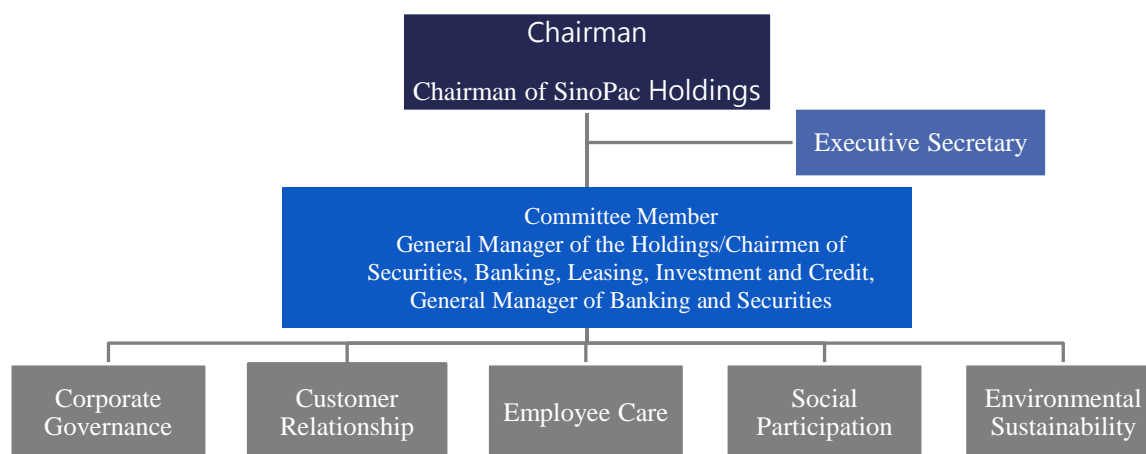 Chairman
Chairman of SinoPac Holdings
Executive Secretary
Committee Member
General Manager of the Holdings/Chairmen of
Securities, Banking, Leasing, Investment and Credit,
General Manager of Banking and Securities
Corporate
Governance
Customer
Relationship
Employee Care
Social
Participation
Environmental
Sustainability